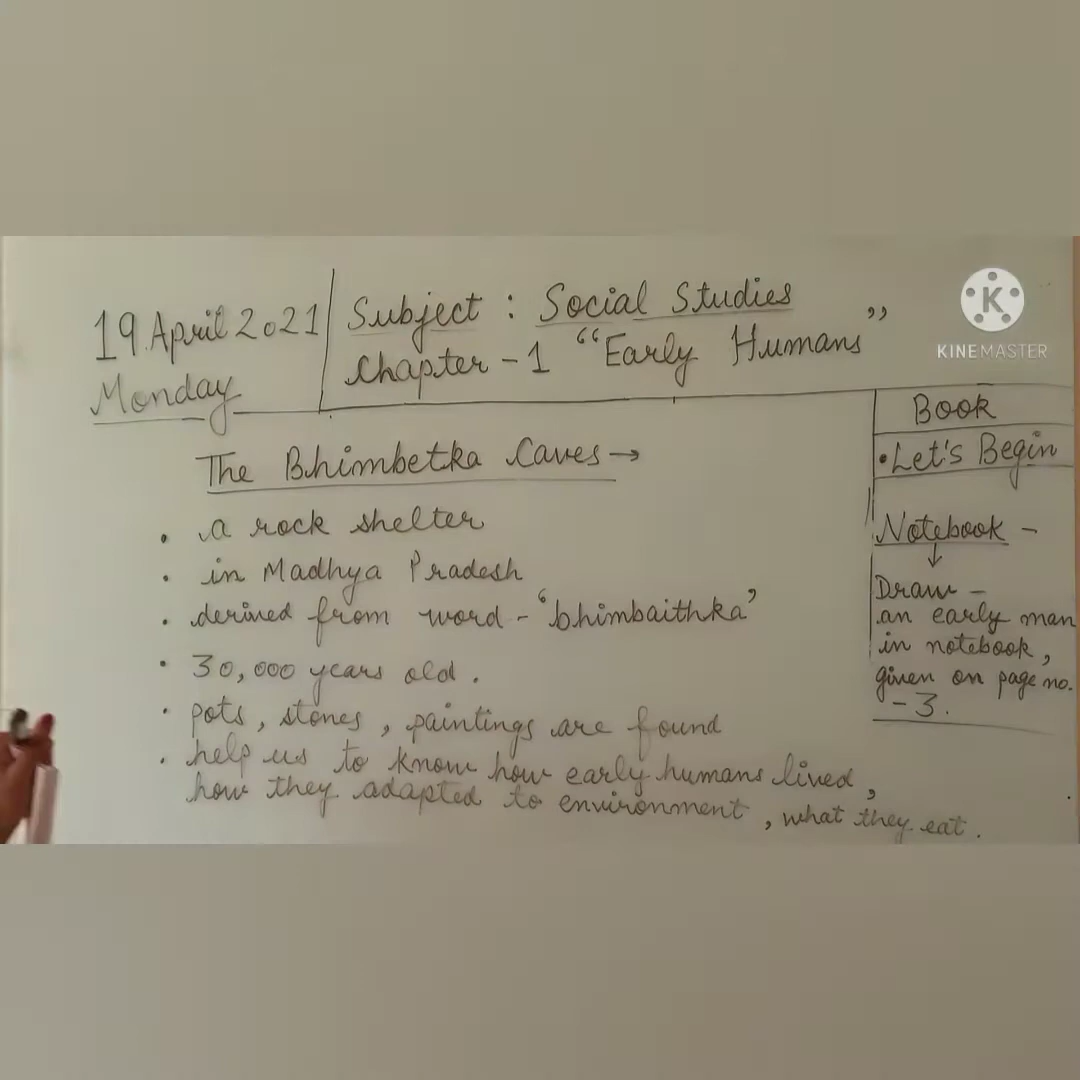 19 April 2021
Monday
Subject : Social Studies
Chapter - 1 "Early Humans"
KINEMASTER
The Bhimbetka Caves →
• a rock shelter
• in Madhya Pradesh
• derined from word - 'bhimbaithka'
• 30,000 years old.
• pots, stones, paintings are found
• help us to know how early humans lived,
how they adapted to environment, what they eat.
Book
• Let's Begin
Notebook -
↓
Draw -
an early man
in notebook,
given on page no.
- 3.